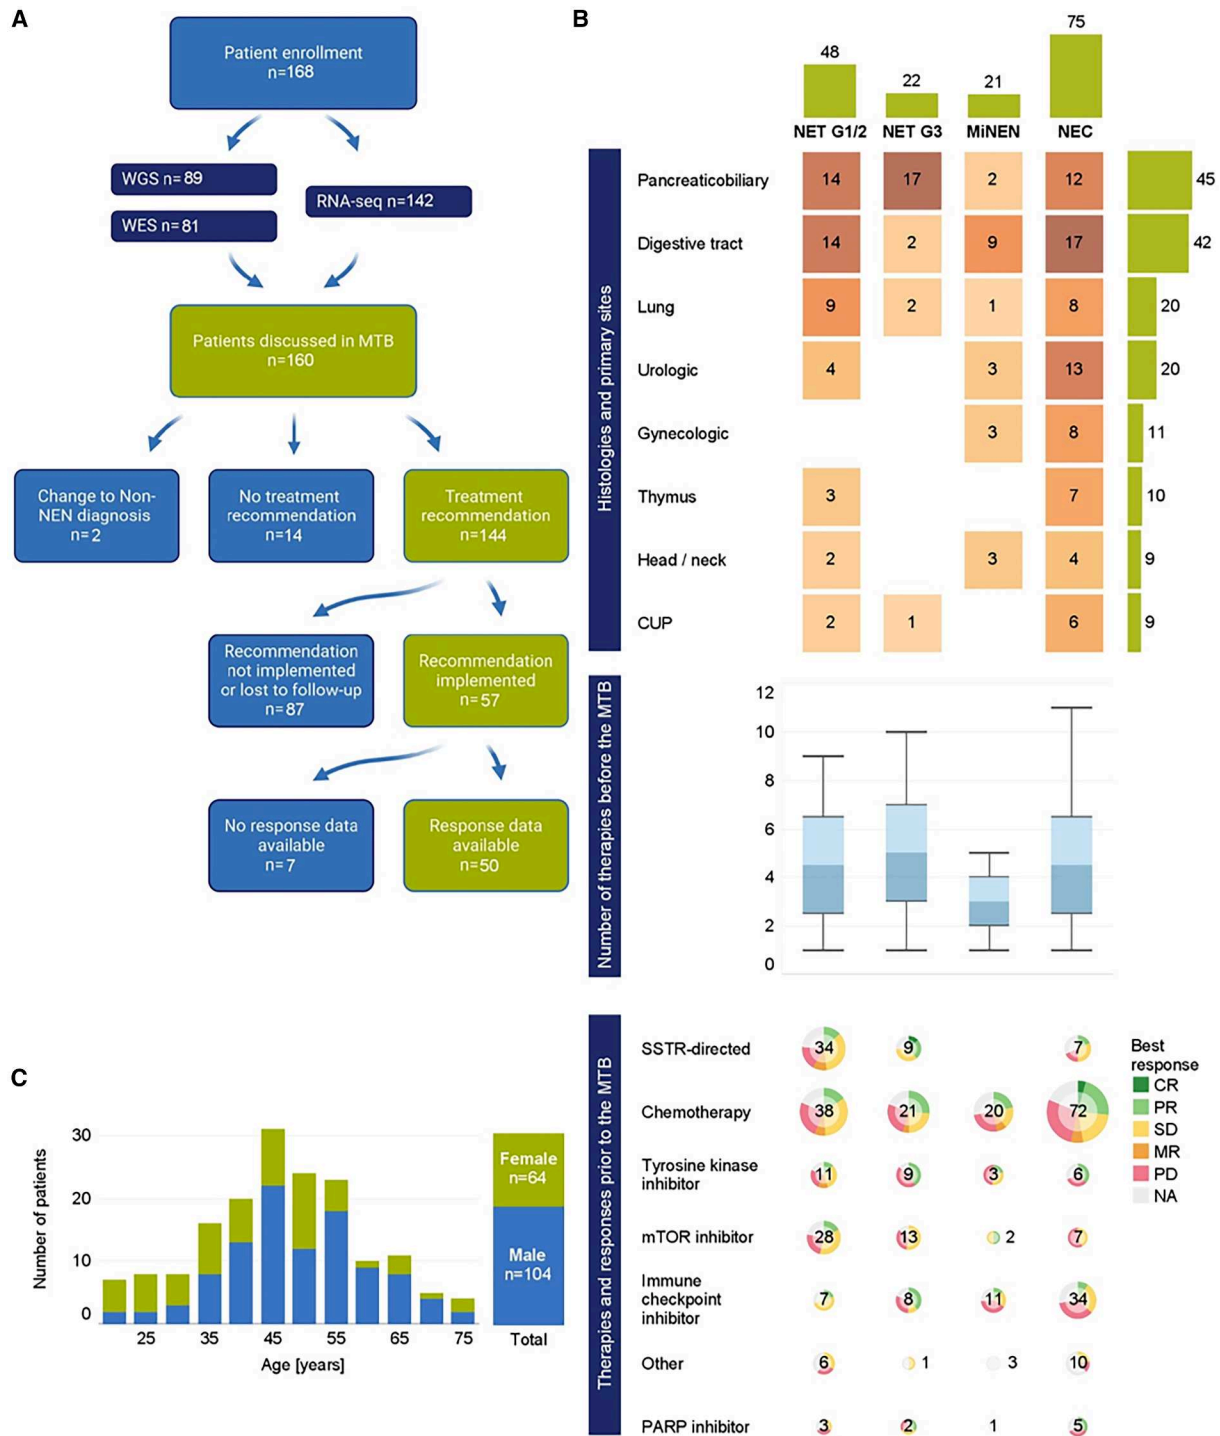 A
Patient enrollment
n=168
WGS n=89
WES n=81
RNA-seq n=142
Patients discussed in MTB
n=160
Change to Non-
NEN diagnosis
n=2
No treatment
recommendation
n=14
Treatment
recommendation
n=144
Recommendation
not implemented
or lost to follow-up
n=87
Recommendation
implemented
n=57
No response data
available
n=7
Response data
available
n=50
B
48 22 21 75
NET G1/2 NET G3 MiNEN NEC
Histologies and primary sites
Pancreaticobiliary 14 17 2 12 45
Digestive tract 14 2 9 17 42
Lung 9 2 1 8 20
Urologic 4 3 13 20
Gynecologic 3 8 11
Thymus 3 7 10
Head / neck 2 3 4 9
CUP 2 1 6 9
Number of therapies before the MTB
12
10
8
6
4
2
0
Therapies and responses prior to the MTB
SSTR-directed 34 9 7
Chemotherapy 38 21 20 72
Tyrosine kinase
inhibitor 11 9 3 6
mTOR inhibitor 28 13 2 7
Immune
checkpoint
inhibitor 7 8 11 34
Other 6 1 3 10
PARP inhibitor 3 2 1 5
Best
response
CR
PR
SD
MR
PD
NA
C
Number of patients
30
20
10
0
25 35 45 55 65 75
Age [years]
Female
n=64
Male
n=104
Total